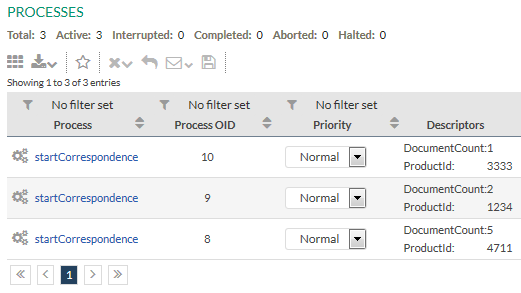 PROCESSES
Total: 3 Active: 3 Interrupted: 0 Completed: 0 Aborted: 0 Halted: 0
Showing 1 to 3 of 3 entries
No filter set No filter set No filter set
Process Process OID Priority Descriptors
startCorrespondence 10 Normal DocumentCount:1
ProductId: 3333
startCorrespondence 9 Normal DocumentCount:2
ProductId: 1234
startCorrespondence 8 Normal DocumentCount:5
ProductId: 4711
1